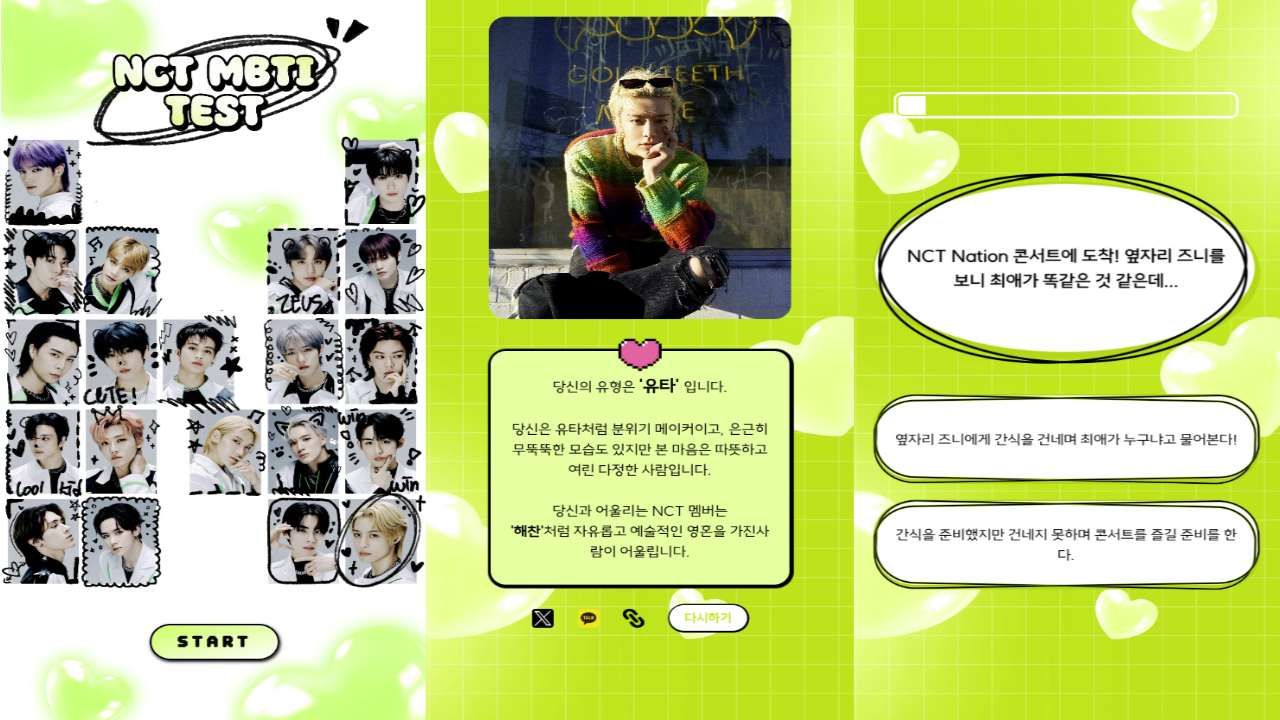 NCT MBTI
TEST
ZEUS
CUTE!
Cool Kid
Win
Win
START
GOLD TEETH
당신의 유형은 '유타' 입니다.
당신은 유타처럼 분위기 메이커이고, 은근히
무뚝뚝한 모습도 있지만 본 마음은 따뜻하고
여린 다정한 사람입니다.
당신과 어울리는 NCT 멤버는
'해찬'처럼 자유롭고 예술적인 영혼을 가진사
람이 어울립니다.
TALK
다시하기
NCT Nation 콘서트에 도착! 옆자리 즈니를
보니 최애가 똑같은 것 같은데...
옆자리 즈니에게 간식을 건네며 최애가 누구냐고 물어본다!
간식을 준비했지만 건네지 못하며 콘서트를 즐길 준비를 한
다.